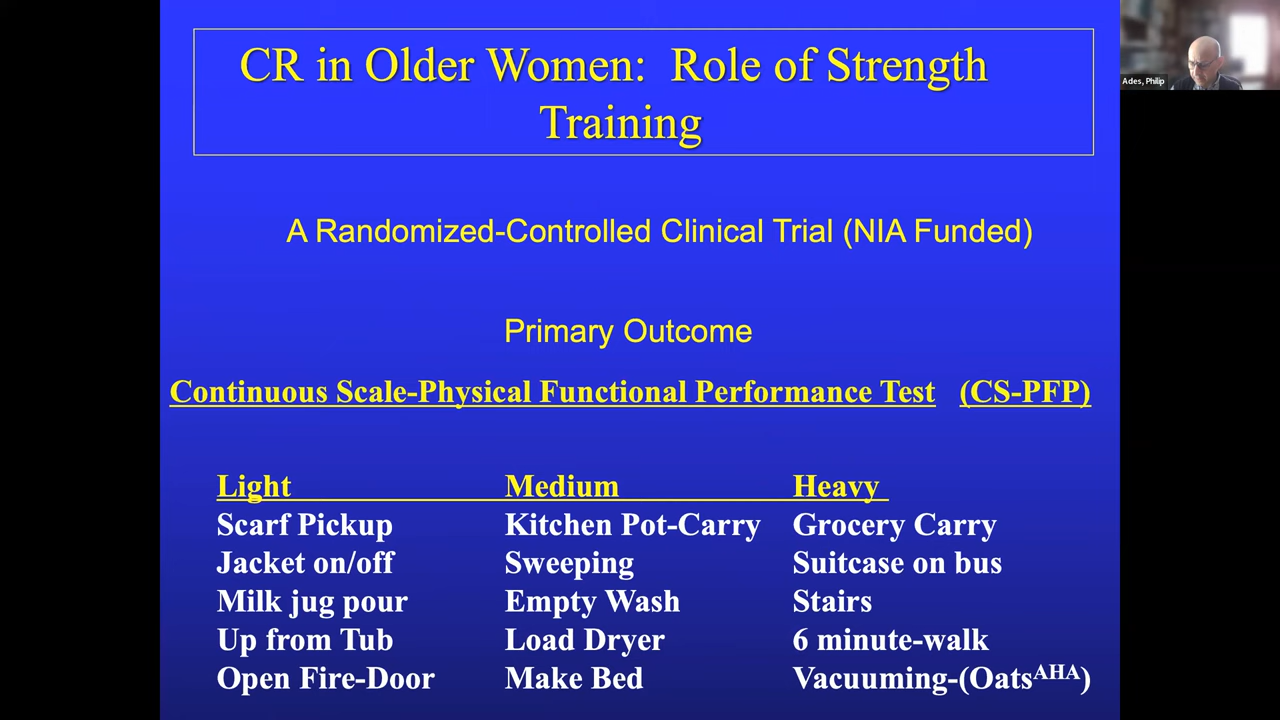 CR in Older Women: Role of Strength
Training
Ades, Philip
A Randomized-Controlled Clinical Trial (NIA Funded)
Primary Outcome
Continuous Scale-Physical Functional Performance Test (CS-PFP)
Light Medium Heavy
Scarf Pickup Kitchen Pot-Carry Grocery Carry
Jacket on/off Sweeping Suitcase on bus
Milk jug pour Empty Wash Stairs
Up from Tub Load Dryer 6 minute-walk
Open Fire-Door Make Bed Vacuuming-(Oats^AHA)